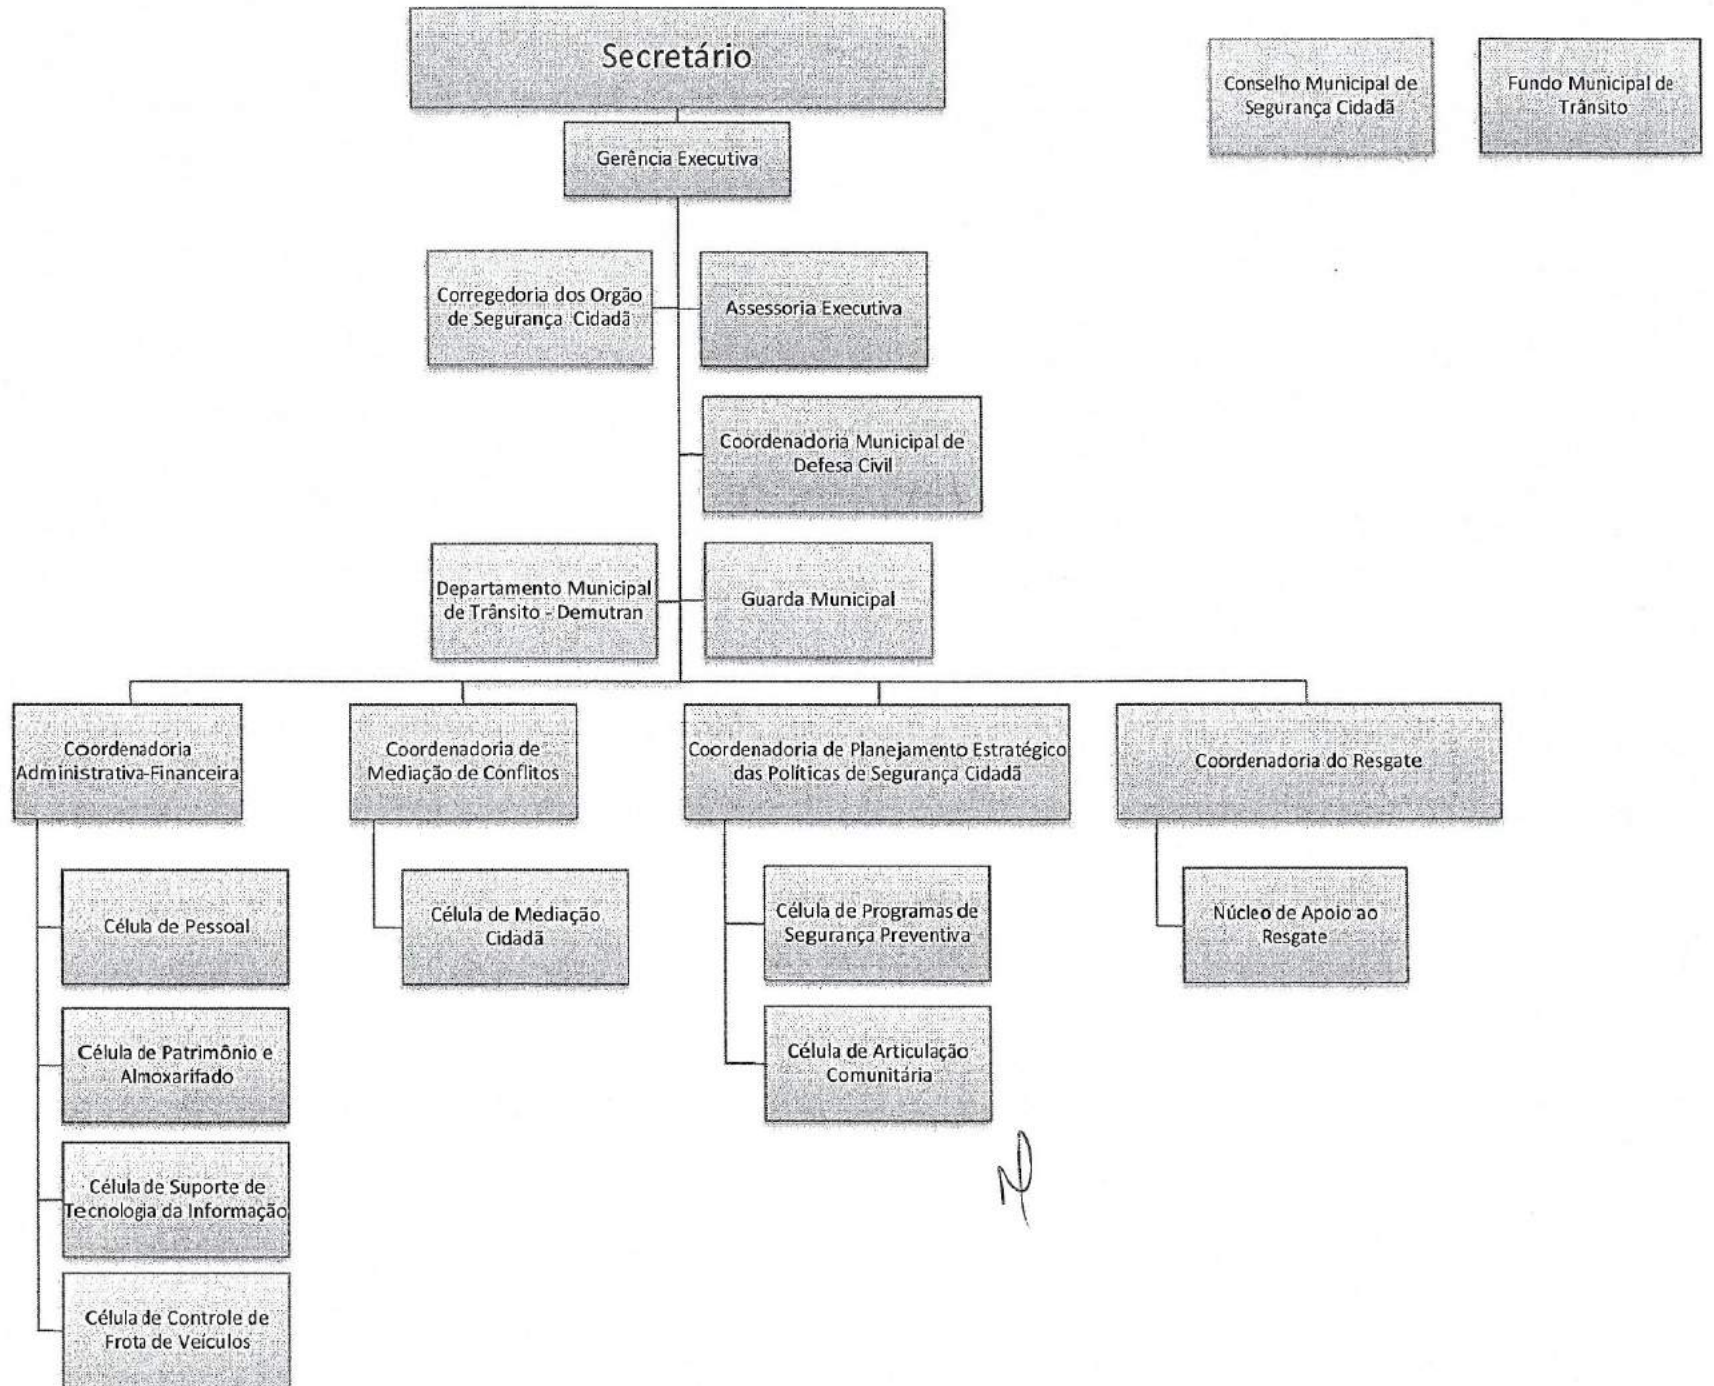 Secretário
Conselho Municipal de
Segurança Cidadã
Fundo Municipal de
Trânsito
Gerência Executiva
Corregedoria dos Orgão
de Segurança Cidadã
Assessoria Executiva
Coordenadoria Municipal de
Defesa Civil
Departamento Municipal
de Trânsito - Demutran
Guarda Municipal
Coordenadoria
Administrativa-Financeira
Coordenadoria de
Mediação de Conflitos
Coordenadoria de Planejamento Estratégico
das Políticas de Segurança Cidadã
Coordenadoria do Resgate
Célula de Pessoal
Célula de Mediação
Cidadã
Célula de Programas de
Segurança Preventiva
Núcleo de Apoio ao
Resgate
Célula de Patrimônio e
Almoxarifado
Célula de Articulação
Comunitária
Célula de Suporte de
Tecnologia da Informação
Célula de Controle de
Frota de Veículos